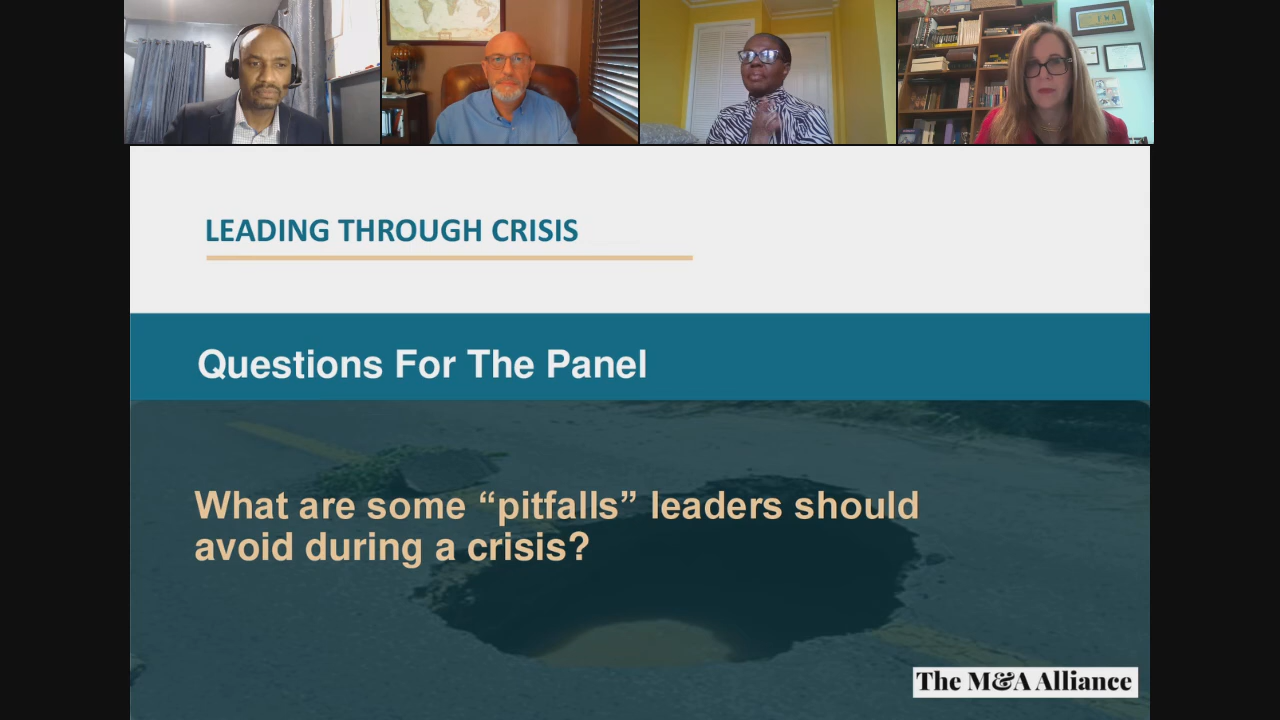 LEADING THROUGH CRISIS
Questions For The Panel
What are some “pitfalls” leaders should
avoid during a crisis?
The M&A Alliance